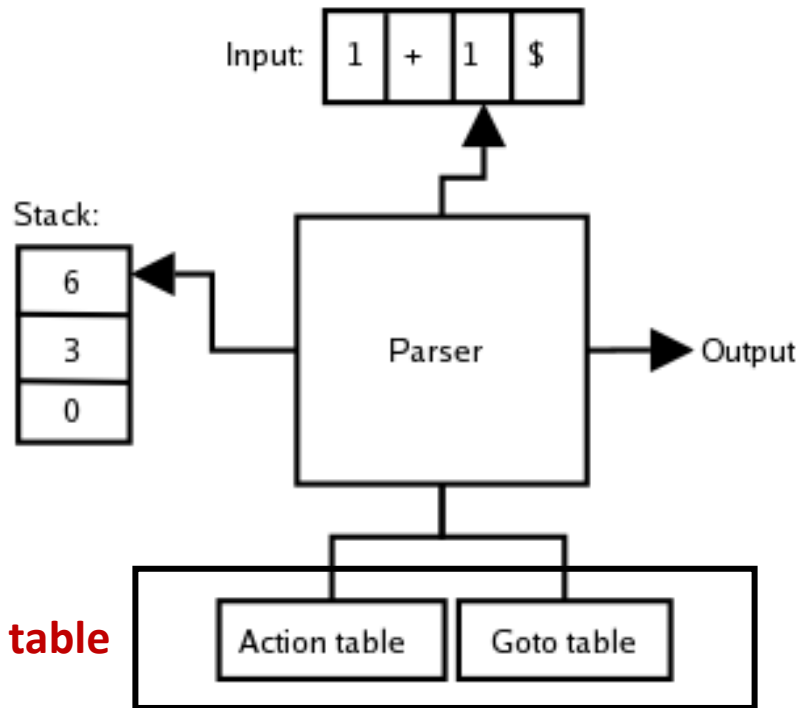 Input: 1 + 1 $
Stack:
6
3
0
Parser
Output
table
Action table
Goto table